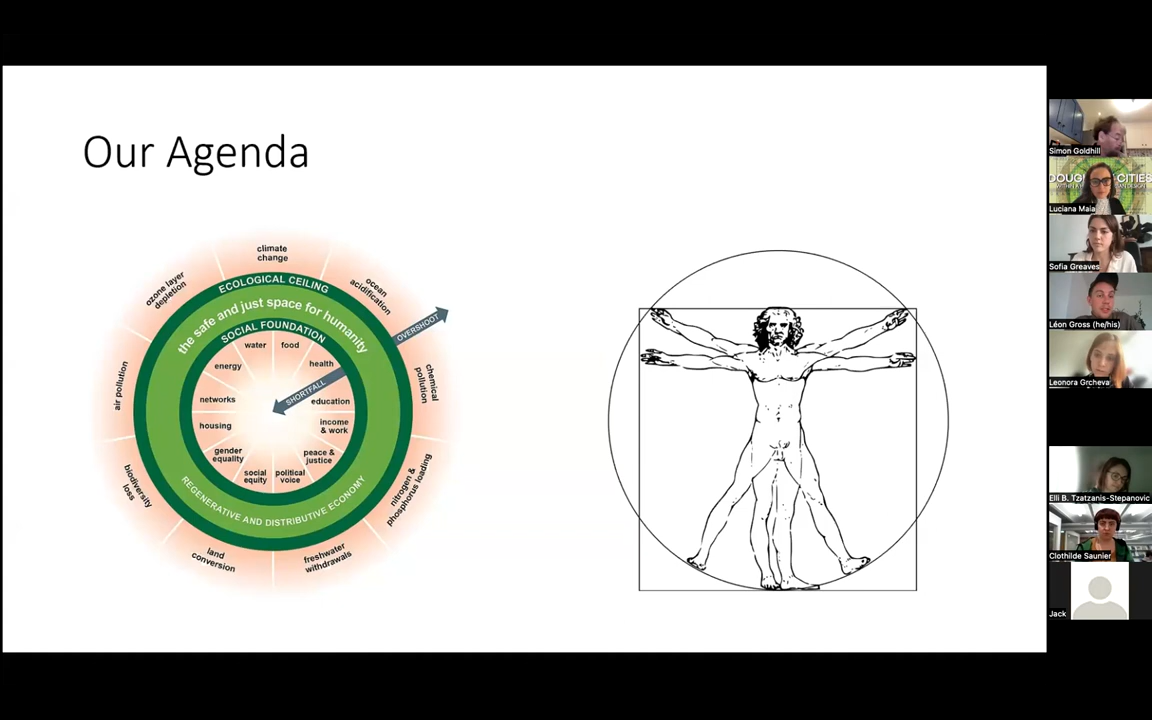 Our Agenda
climate
change
ozone layer
depletion
ocean
acidification
ECOLOGICAL CEILING
the safe and just space for humanity
OVERSHOOT
SOCIAL FOUNDATION
water
food
energy
health
SHORTFALL
networks
education
housing
income
& work
gender
equality
peace &
justice
social
equity
political
voice
air pollution
chemical
pollution
REGENERATIVE AND DISTRIBUTIVE ECONOMY
biodiversity
loss
nitrogen &
phosphorus loading
land
conversion
freshwater
withdrawals
Simon Goldhill
CITIES
Luciana Maia
Sofia Greaves
Léon Gross (he/his)
Leonora Grcheva
Elli B. Tzatzanis-Stepanovic
Clothilde Saunier
Jack